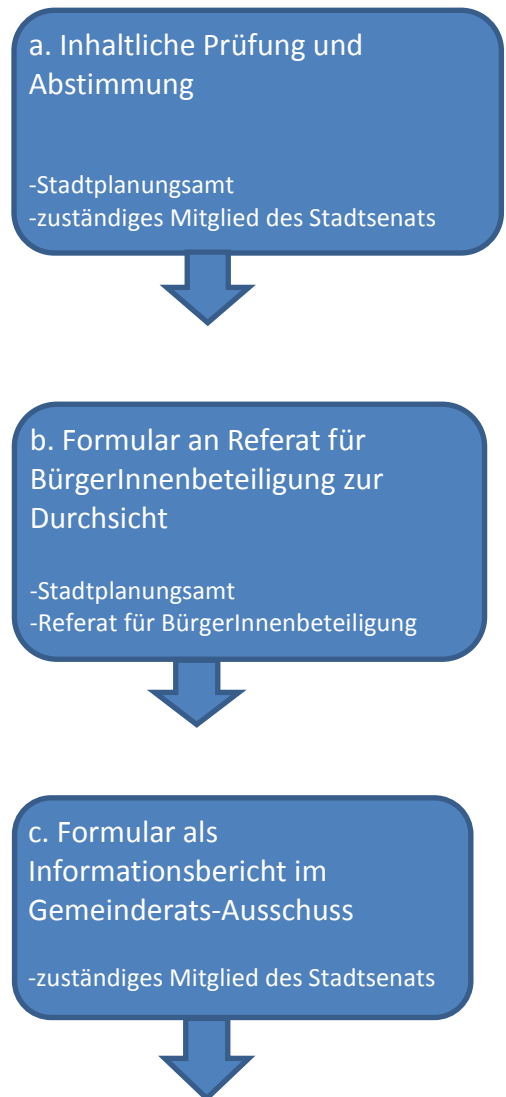 a. Inhaltliche Prüfung und
Abstimmung
-Stadtplanungsamt
-zuständiges Mitglied des Stadtsenats
b. Formular an Referat für
BürgerInnenbeteiligung zur
Durchsicht
-Stadtplanungsamt
-Referat für BürgerInnenbeteiligung
c. Formular als
Informationsbericht im
Gemeinderats-Ausschuss
-zuständiges Mitglied des Stadtsenats